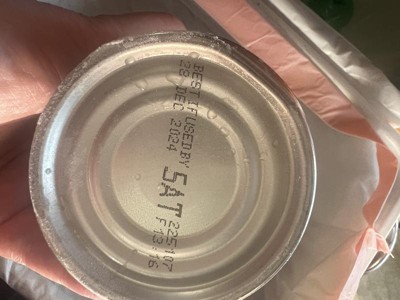 BEST IF USED BY
28 DEC 2024
SAT
225107
F 13:16